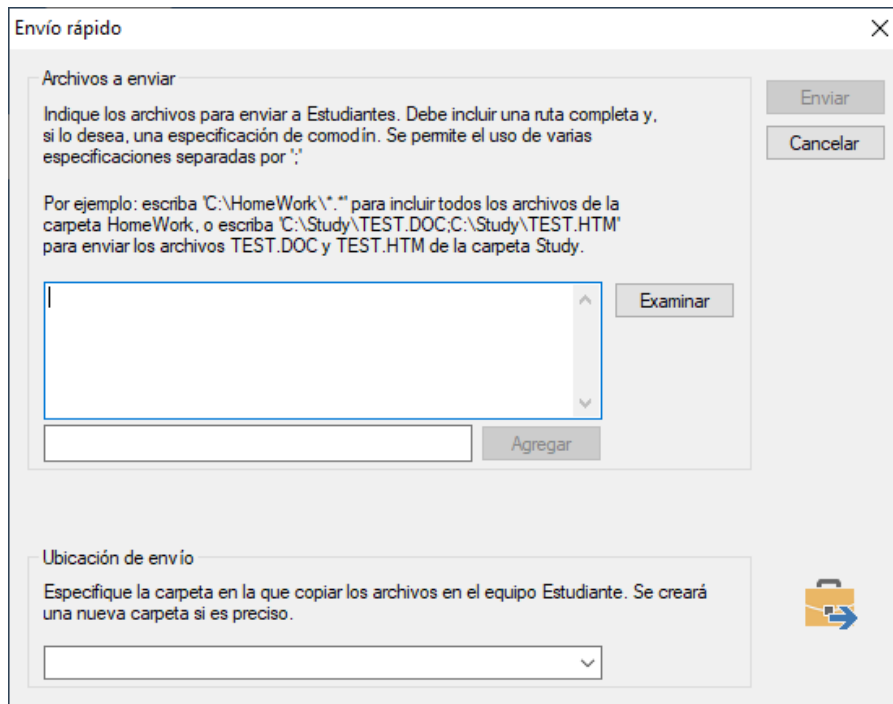 Envío rápido
Archivos a enviar
Enviar
Indique los archivos para enviar a Estudiantes. Debe incluir una ruta completa y,
si lo desea, una especificación de comodín. Se permite el uso de varias
especificaciones separadas por ';'
Cancelar
Por ejemplo: escriba 'C:\HomeWork\*.*' para incluir todos los archivos de la
carpeta HomeWork, o escriba 'C:\Study\TEST.DOC;C:\Study\TEST.HTM'
para enviar los archivos TEST.DOC y TEST.HTM de la carpeta Study.
Examinar
Agregar
Ubicación de envío
Especifique la carpeta en la que copiar los archivos en el equipo Estudiante. Se creará
una nueva carpeta si es preciso.